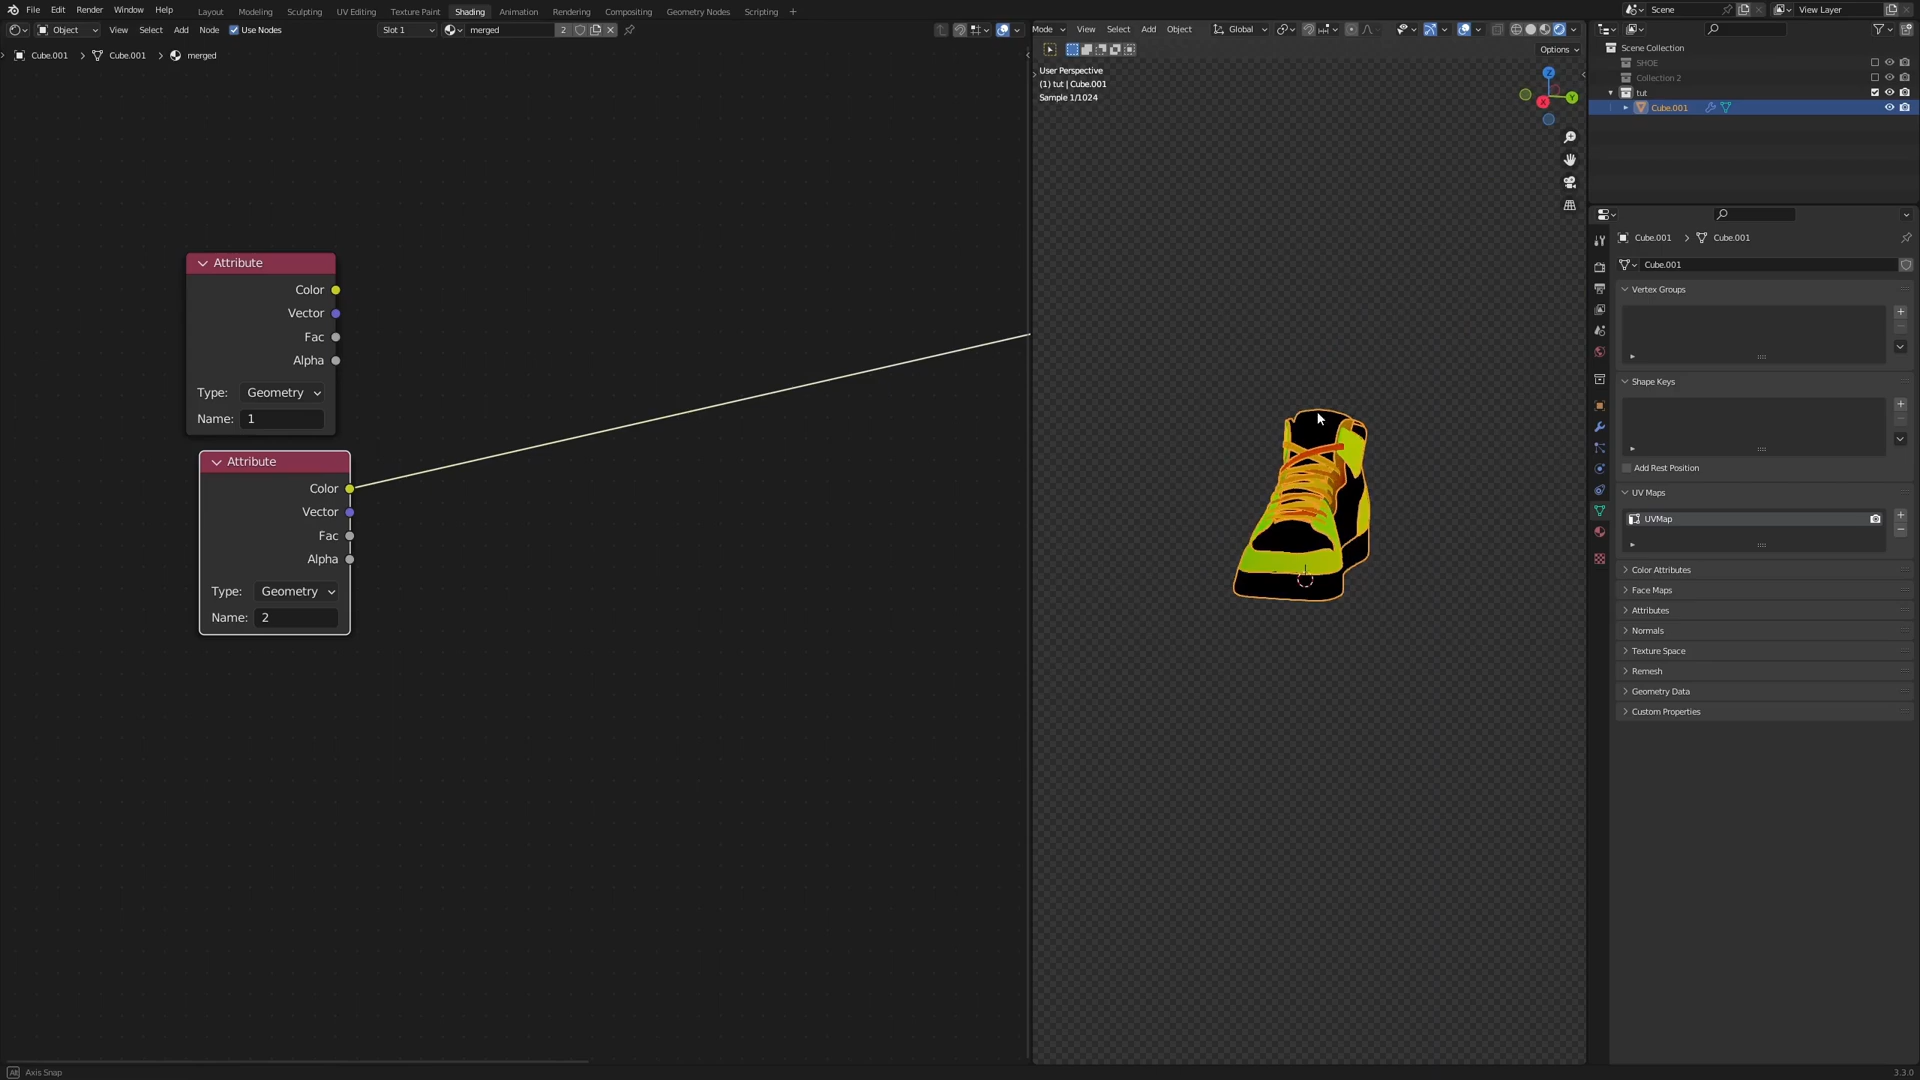 File Edit Render Window Help Layout Modeling Sculpting UV Editing Texture Paint Shading Animation Rendering Compositing Geometry Nodes Scripting + Scene View Layer
Object View Select Add Node Use Nodes Slot 1 merged 2 Mode View Select Add Object Global
Cube.001 > Cube.001 > merged Options
User Perspective
(1) tut | Cube.001
Sample 1/1024
Z
Y
X
Scene Collection
SHOE
Collection 2
tut
Cube.001
Cube.001 > Cube.001
Cube.001
Vertex Groups
Shape Keys
Add Rest Position
UV Maps
UVMap
Color Attributes
Face Maps
Attributes
Normals
Texture Space
Remesh
Geometry Data
Custom Properties
Attribute
Color
Vector
Fac
Alpha
Type: Geometry
Name: 1
Attribute
Color
Vector
Fac
Alpha
Type: Geometry
Name: 2
Alt Axis Snap 3.3.0